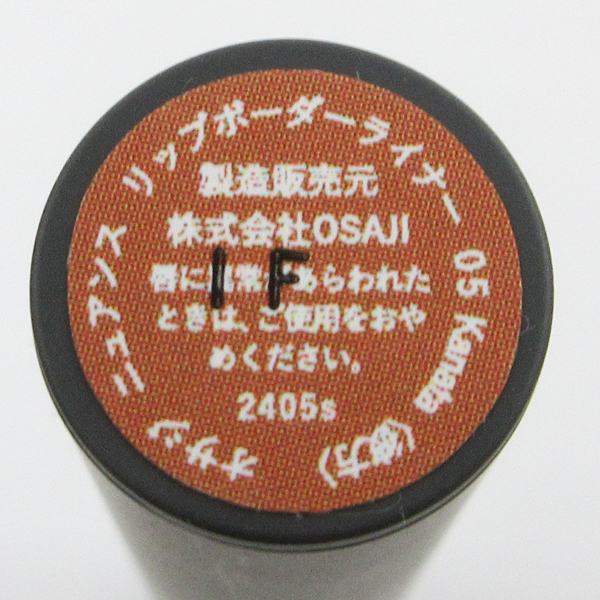 オサジ ニュアンス リップボーダーライナー 05 Kanata (彼方)
製造販売元
株式会社OSAJI
唇に異常があらわれた
ときは、ご使用をおや
めください。
2405s
IF